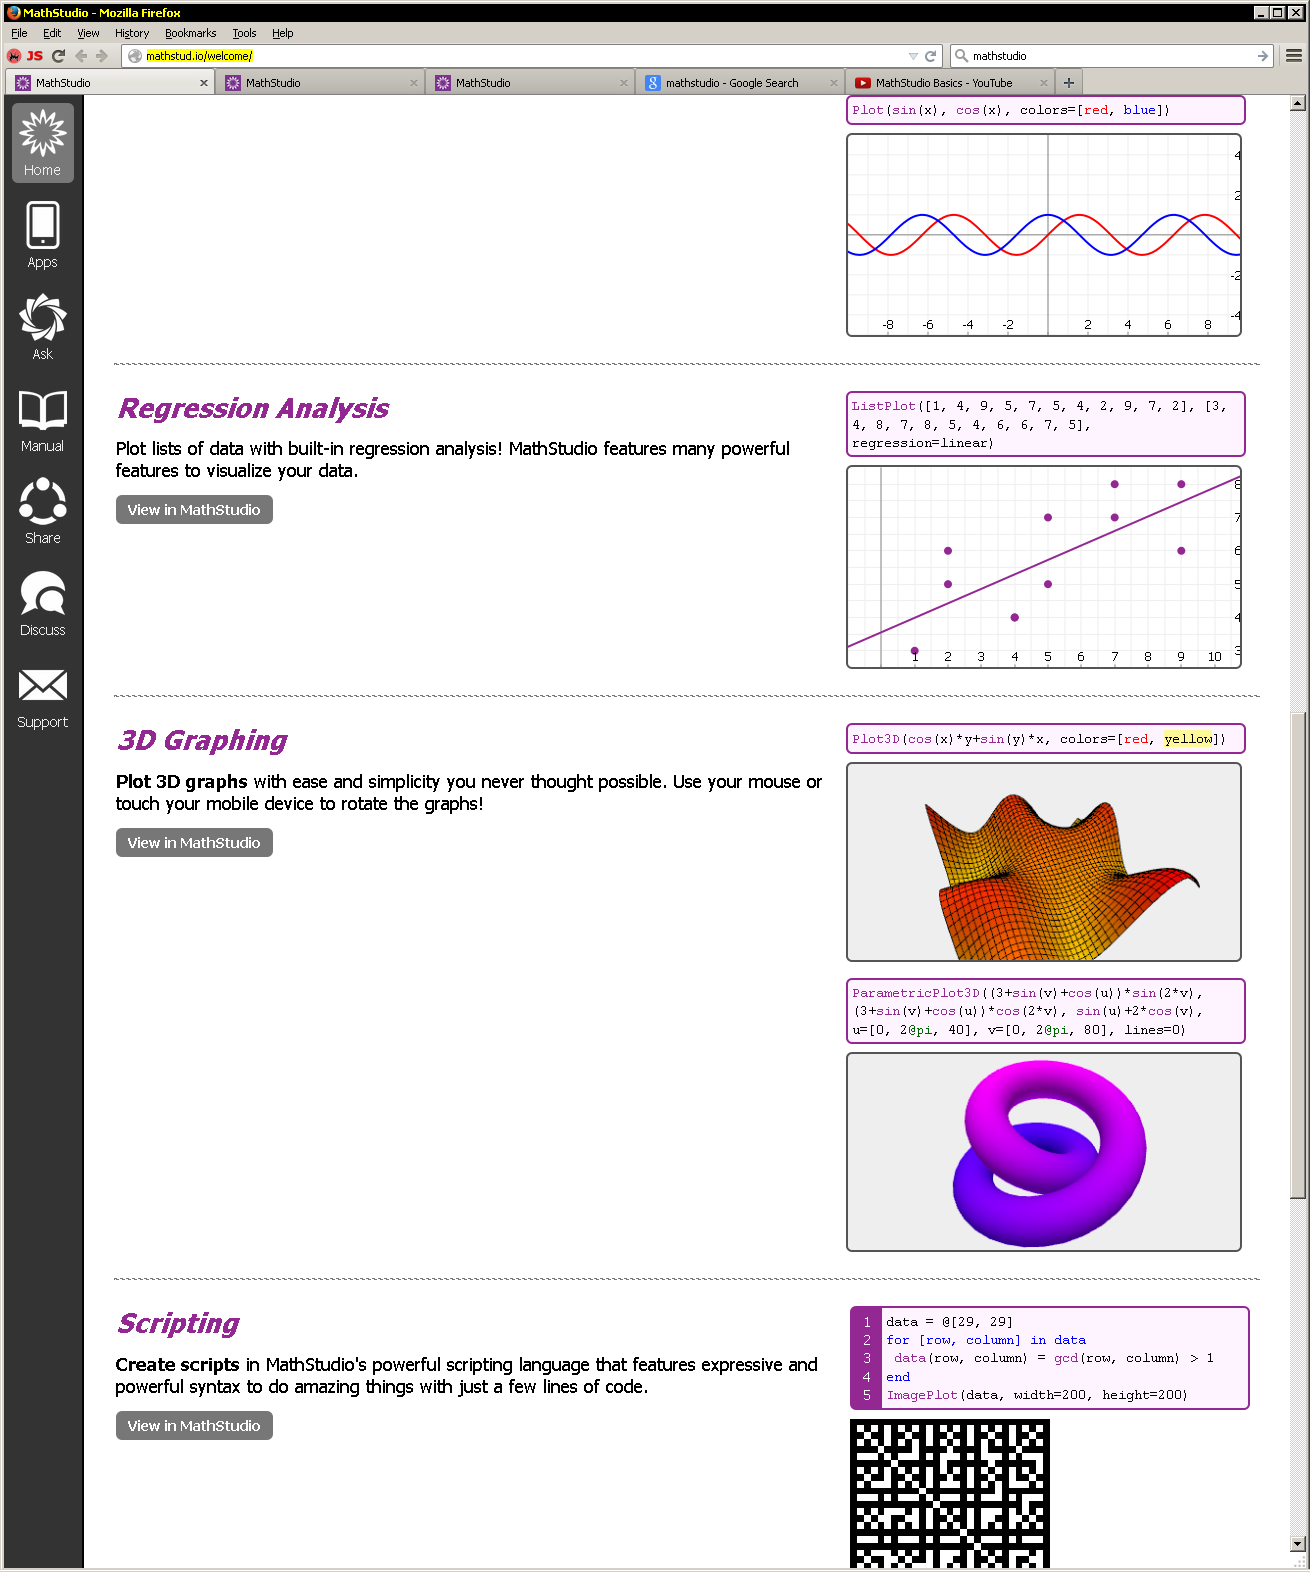 MathStudio - Mozilla Firefox
File Edit View History Bookmarks Tools Help
JS mathstud.io/welcome/ mathstudio
MathStudio MathStudio MathStudio mathstudio - Google Search MathStudio Basics - YouTube
Home
Apps
Ask
Manual
Share
Discuss
Support
Plot(sin(x), cos(x), colors=[red, blue])
4
2
-2
-4
-8 -6 -4 -2 2 4 6 8
Regression Analysis
Plot lists of data with built-in regression analysis! MathStudio features many powerful
features to visualize your data.
View in MathStudio
ListPlot([1, 4, 9, 5, 7, 5, 4, 2, 9, 7, 2], [3,
4, 8, 7, 8, 5, 4, 6, 6, 7, 5],
regression=linear)
8
7
6
5
4
3
1 2 3 4 5 6 7 8 9 10
3D Graphing
Plot 3D graphs with ease and simplicity you never thought possible. Use your mouse or
touch your mobile device to rotate the graphs!
View in MathStudio
Plot3D(cos(x)*y+sin(y)*x, colors=[red, yellow])
ParametricPlot3D((3+sin(v)+cos(u))*sin(2*v),
(3+sin(v)+cos(u))*cos(2*v), sin(u)+2*cos(v),
u=[0, 2@pi, 40], v=[0, 2@pi, 80], lines=0)
Scripting
Create scripts in MathStudio's powerful scripting language that features expressive and
powerful syntax to do amazing things with just a few lines of code.
View in MathStudio
1 data = @[29, 29]
2 for [row, column] in data
3 data(row, column) = gcd(row, column) > 1
4 end
5 ImagePlot(data, width=200, height=200)